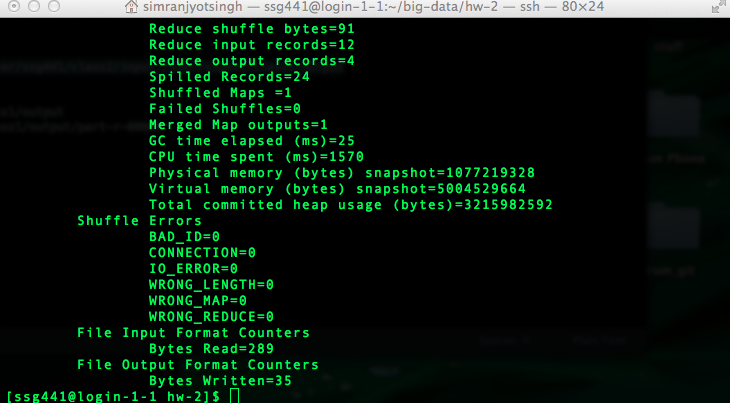 simranjyotsingh — ssg441@login-1-1:~/big-data/hw-2 — ssh — 80×24
Reduce shuffle bytes=91
Reduce input records=12
Reduce output records=4
Spilled Records=24
Shuffled Maps =1
Failed Shuffles=0
Merged Map outputs=1
GC time elapsed (ms)=25
CPU time spent (ms)=1570
Physical memory (bytes) snapshot=1077219328
Virtual memory (bytes) snapshot=5004529664
Total committed heap usage (bytes)=3215982592
Shuffle Errors
BAD_ID=0
CONNECTION=0
IO_ERROR=0
WRONG_LENGTH=0
WRONG_MAP=0
WRONG_REDUCE=0
File Input Format Counters
Bytes Read=289
File Output Format Counters
Bytes Written=35
[ssg441@login-1-1 hw-2]$